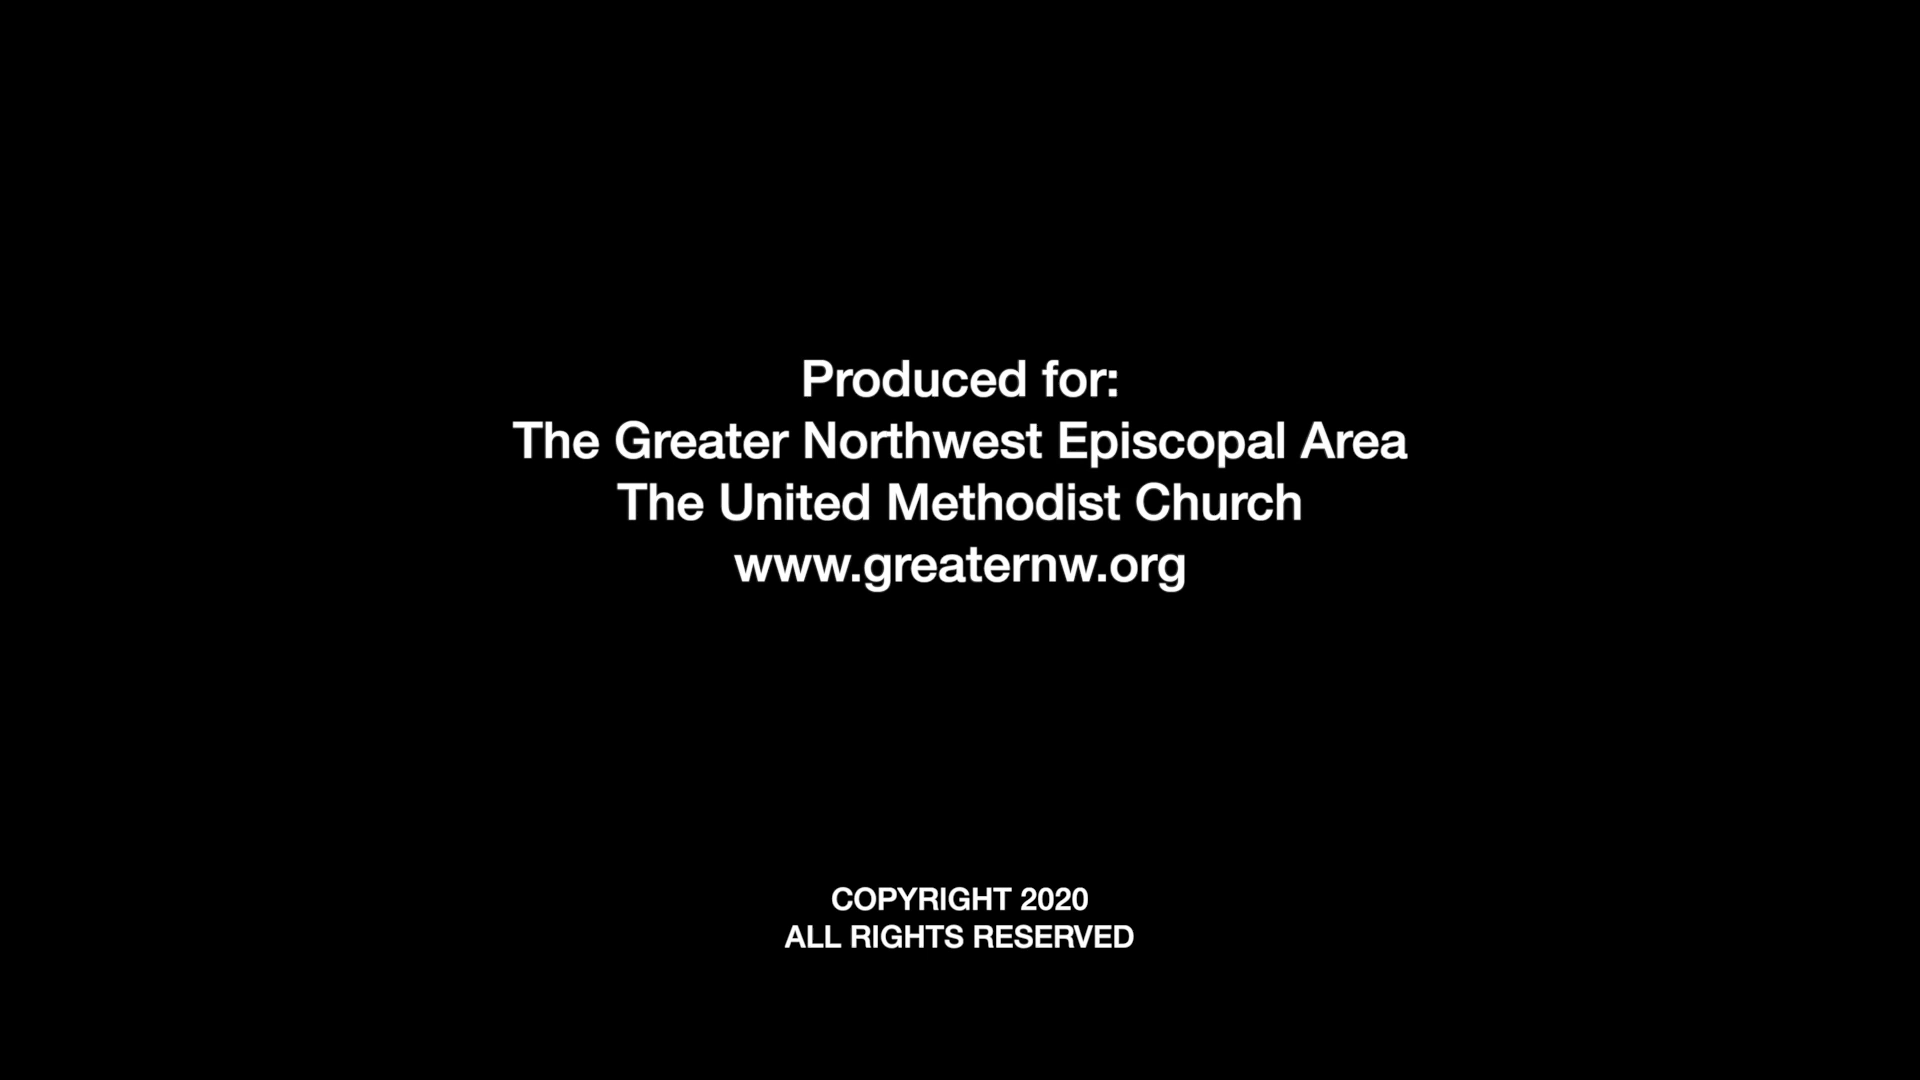 Produced for:
The Greater Northwest Episcopal Area
The United Methodist Church
www.greaternw.org
COPYRIGHT 2020
ALL RIGHTS RESERVED